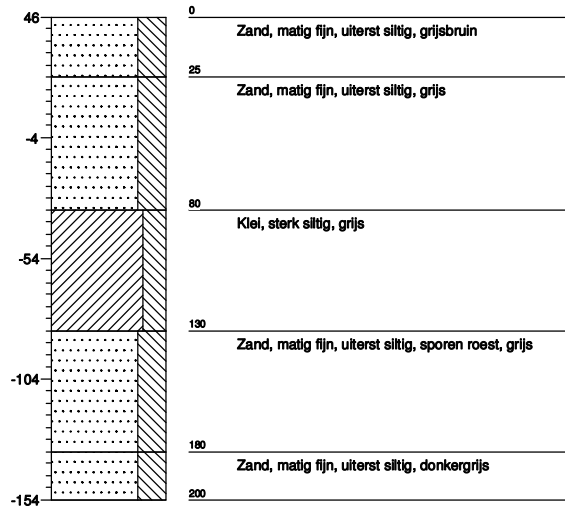 46
0
Zand, matig fijn, uiterst siltig, grijsbruin
25
Zand, matig fijn, uiterst siltig, grijs
-4
80
Klei, sterk siltig, grijs
-54
130
Zand, matig fijn, uiterst siltig, sporen roest, grijs
-104
180
Zand, matig fijn, uiterst siltig, donkergrijs
-154
200